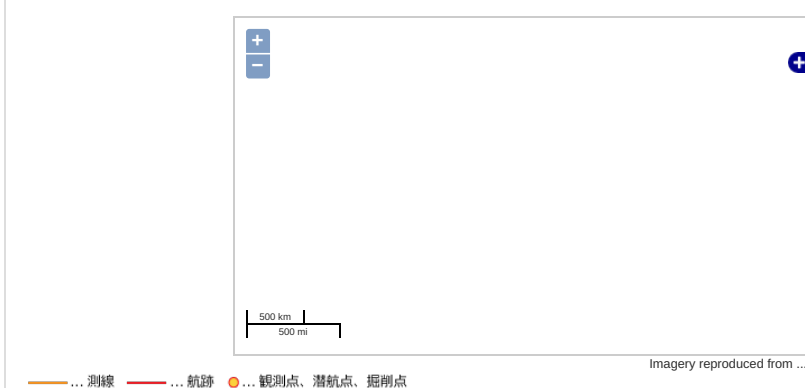 +
−
+
500 km
500 mi
Imagery reproduced from ...
... 測線 ... 航跡 ... 観測点、潜航点、掘削点